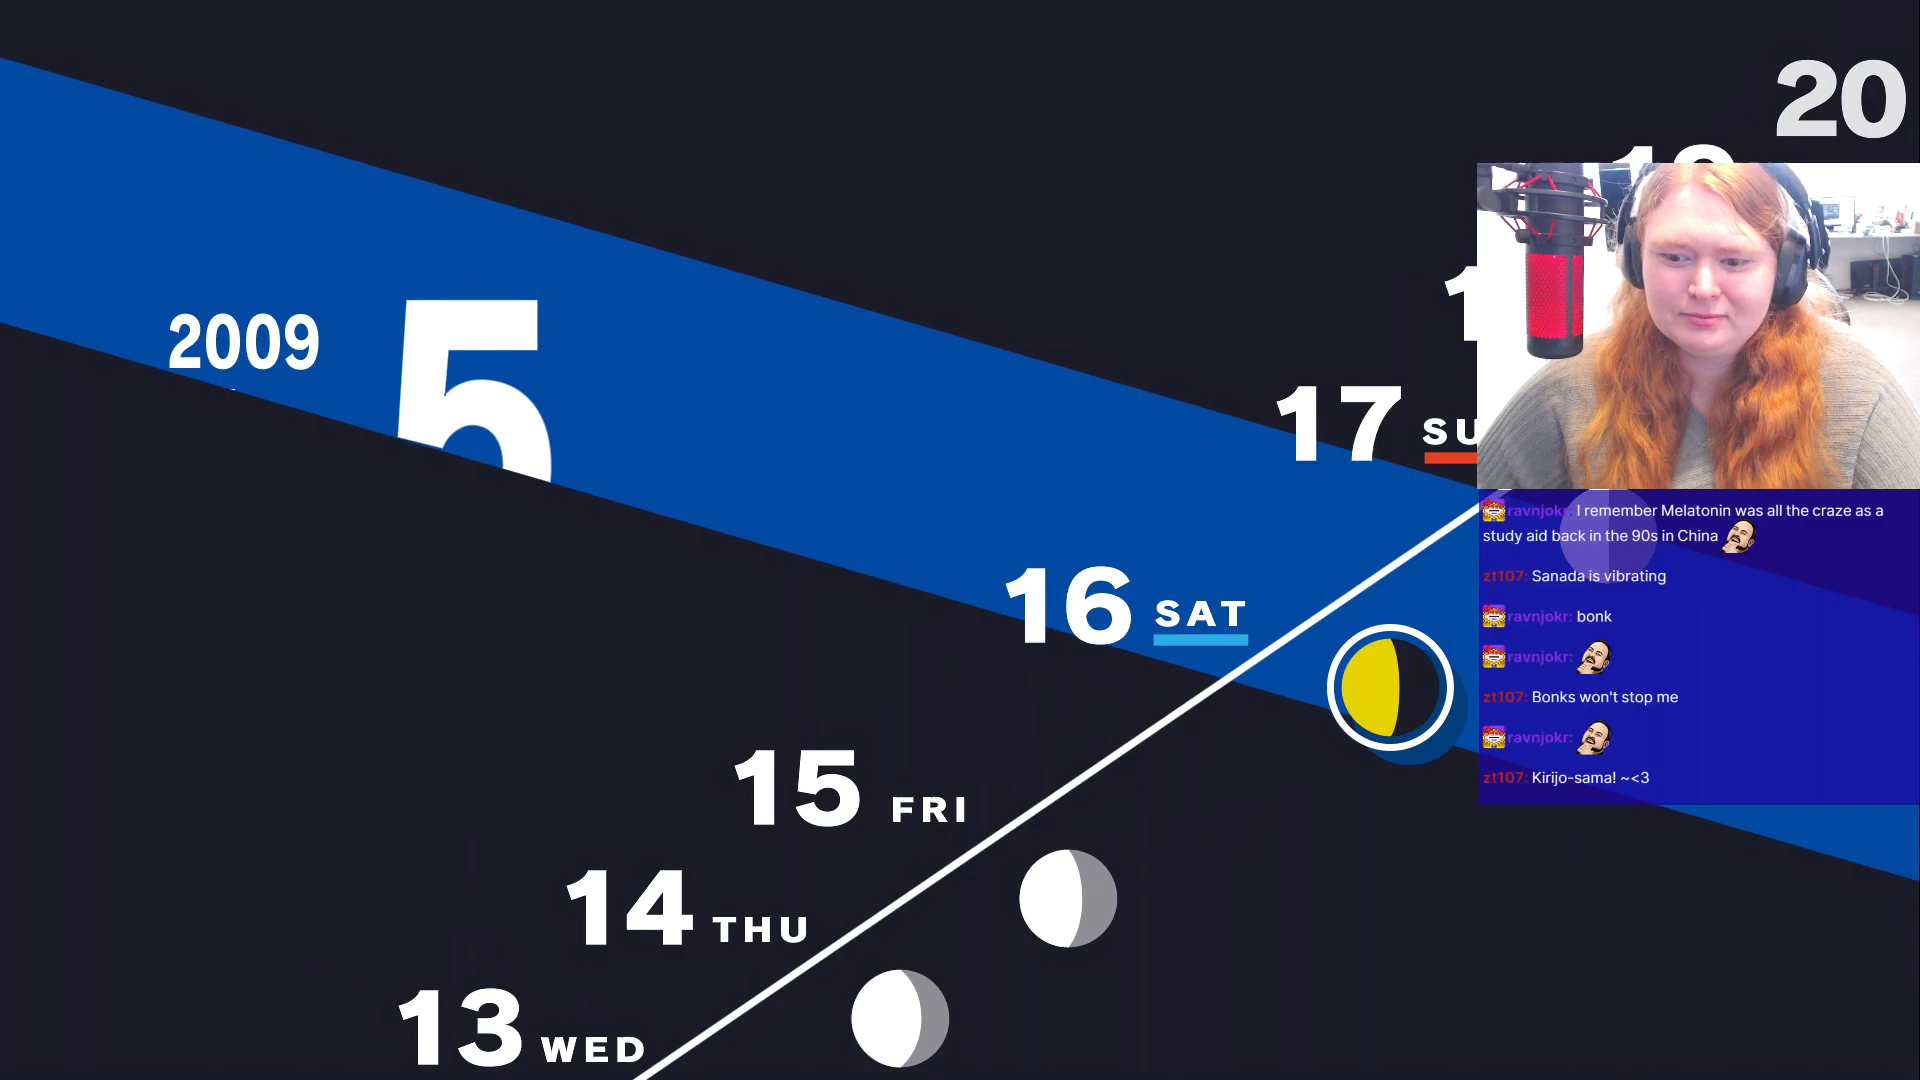 20
2009
5
17 SU
16 SAT
15 FRI
14 THU
13 WED
ravnjokr: I remember Melatonin was all the craze as a
study aid back in the 90s in China
zt107: Sanada is vibrating
ravnjokr: bonk
ravnjokr:
zt107: Bonks won't stop me
ravnjokr:
zt107: Kirijo-sama! ~<3